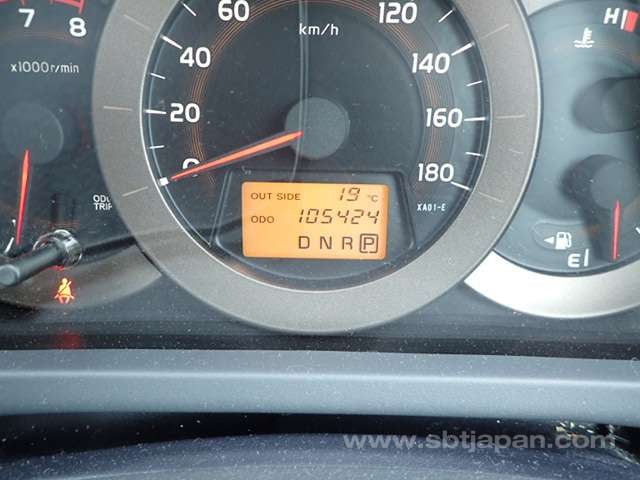 7 8
x1000r/min
0 20 60 120 140 160 180
km/h
H
OUT SIDE 19 °C
ODO 105424
D N R P
XA01-E
TRIP
E
www.sbtjapan.com